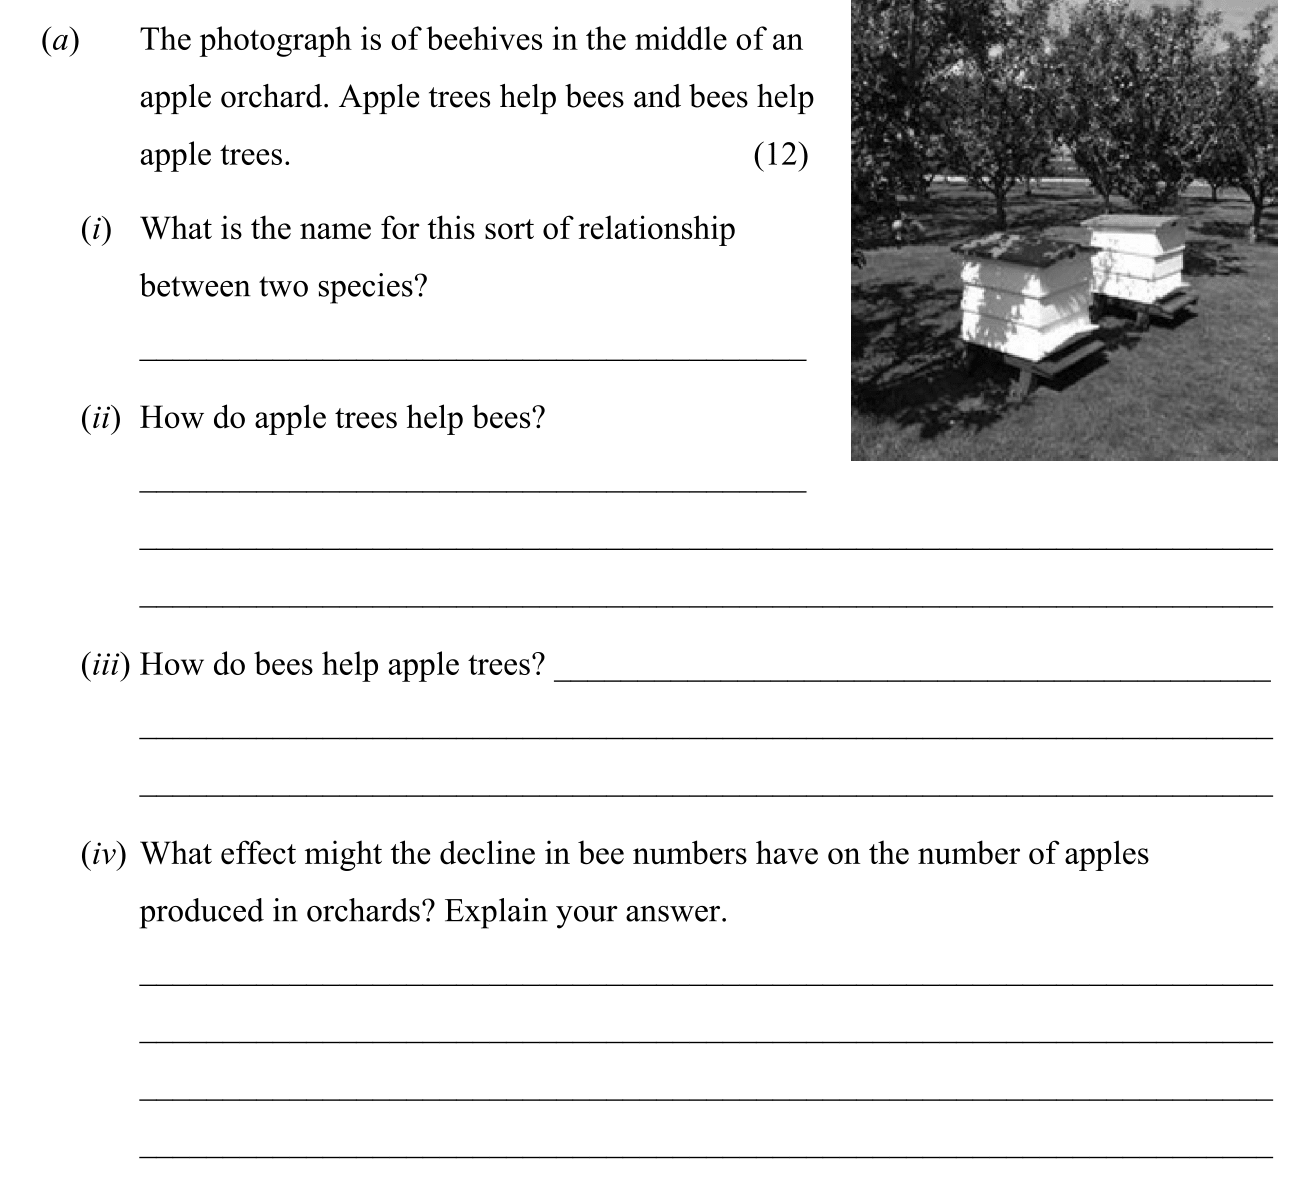 (a) The photograph is of beehives in the middle of an
apple orchard. Apple trees help bees and bees help
apple trees. (12)
(i) What is the name for this sort of relationship
between two species?
(ii) How do apple trees help bees?
(iii) How do bees help apple trees?
(iv) What effect might the decline in bee numbers have on the number of apples
produced in orchards? Explain your answer.